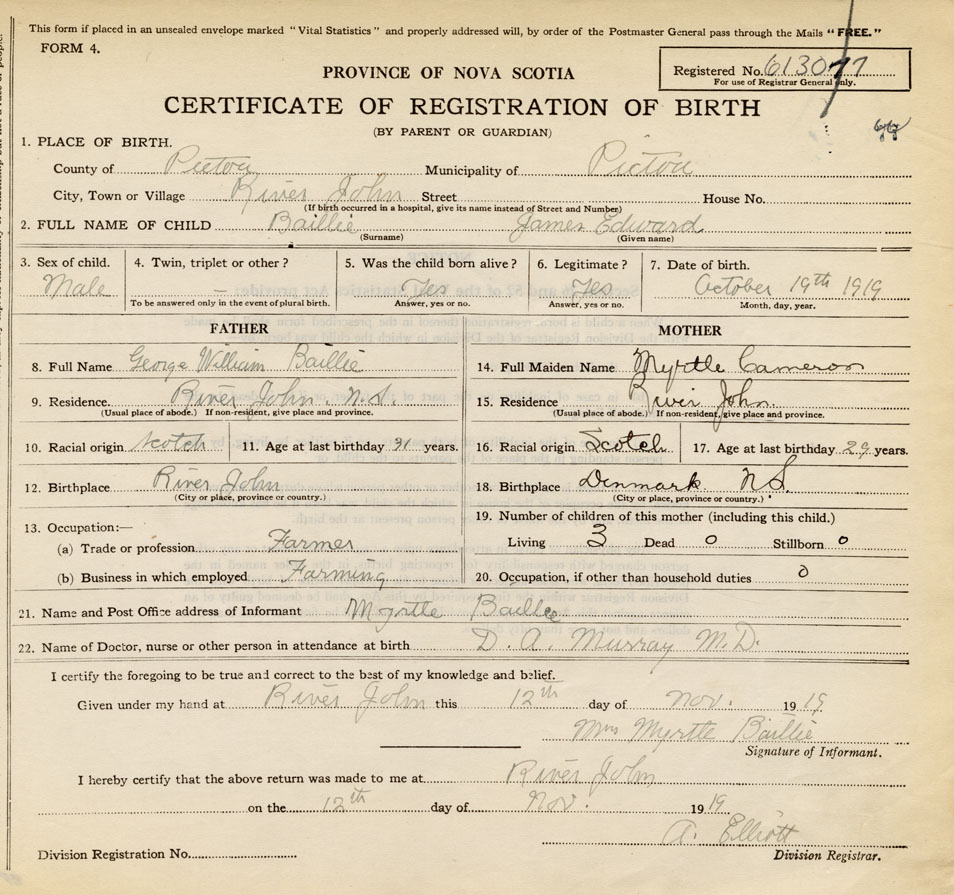 This form if placed in an unsealed envelope marked "Vital Statistics" and properly addressed will, by order of the Postmaster General pass through the Mails "FREE."
FORM 4.
Registered No. 613077
For use of Registrar General only.
PROVINCE OF NOVA SCOTIA
CERTIFICATE OF REGISTRATION OF BIRTH
(BY PARENT OR GUARDIAN)
1. PLACE OF BIRTH.
County of Pictou Municipality of Pictou
City, Town or Village River John Street House No.
(If birth occurred in a hospital, give its name instead of Street and Number)
2. FULL NAME OF CHILD Baillie James Edward
(Surname) (Given name)
3. Sex of child. 4. Twin, triplet or other? 5. Was the child born alive? 6. Legitimate? 7. Date of birth.
Male — Yes Yes October 19th 1919
To be answered only in the event of plural birth. Answer, yes or no. Answer, yes or no. Month, day, year.
FATHER MOTHER
8. Full Name George William Baillie 14. Full Maiden Name Myrtle Cameron
9. Residence. River John N.S. 15. Residence River John
(Usual place of abode.) If non-resident, give place and province. (Usual place of abode.) If non-resident, give place and province.
10. Racial origin Scotch 11. Age at last birthday 31 years. 16. Racial origin Scotch 17. Age at last birthday 29 years.
12. Birthplace River John 18. Birthplace Denmark N S.
(City or place, province or country.) (City or place, province or country.)
13. Occupation:— 19. Number of children of this mother (including this child.)
(a) Trade or profession Farmer Living 3 Dead 0 Stillborn 0
(b) Business in which employed Farming 20. Occupation, if other than household duties 0
21. Name and Post Office address of Informant Myrtle Baillie
22. Name of Doctor, nurse or other person in attendance at birth D. A. Murray M.D.
I certify the foregoing to be true and correct to the best of my knowledge and belief.
Given under my hand at River John this 12th day of Nov. 1919
Mrs Myrtle Baillie
Signature of Informant.
I hereby certify that the above return was made to me at River John
on the 12th day of Nov. 1919
A. Elliott
Division Registration No. Division Registrar.